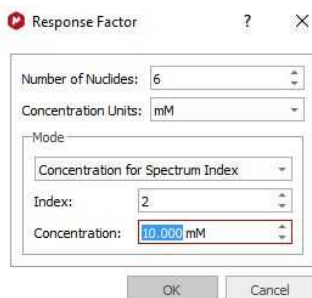 Response Factor ? ×
Number of Nuclides: 6
Concentration Units: mM
Mode
Concentration for Spectrum Index
Index: 2
Concentration: 10.000 mM
OK Cancel